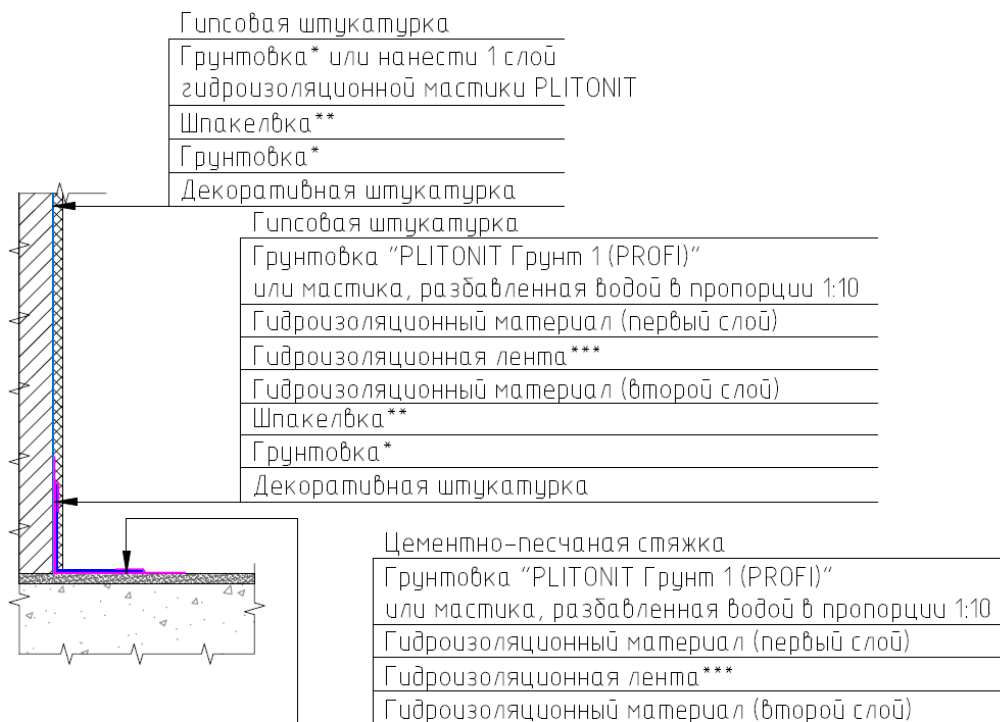 Гипсовая штукатурка
Грунтовка* или нанести 1 слой
гидроизоляционной мастики PLITONIT
Шпакелвка**
Грунтовка*
Декоративная штукатурка
Гипсовая штукатурка
Грунтовка "PLITONIT Грунт 1 (PROFI)"
или мастика, разбавленная водой в пропорции 1:10
Гидроизоляционный материал (первый слой)
Гидроизоляционная лента***
Гидроизоляционный материал (второй слой)
Шпакелвка**
Грунтовка*
Декоративная штукатурка
Цементно-песчаная стяжка
Грунтовка "PLITONIT Грунт 1 (PROFI)"
или мастика, разбавленная водой в пропорции 1:10
Гидроизоляционный материал (первый слой)
Гидроизоляционная лента***
Гидроизоляционный материал (второй слой)